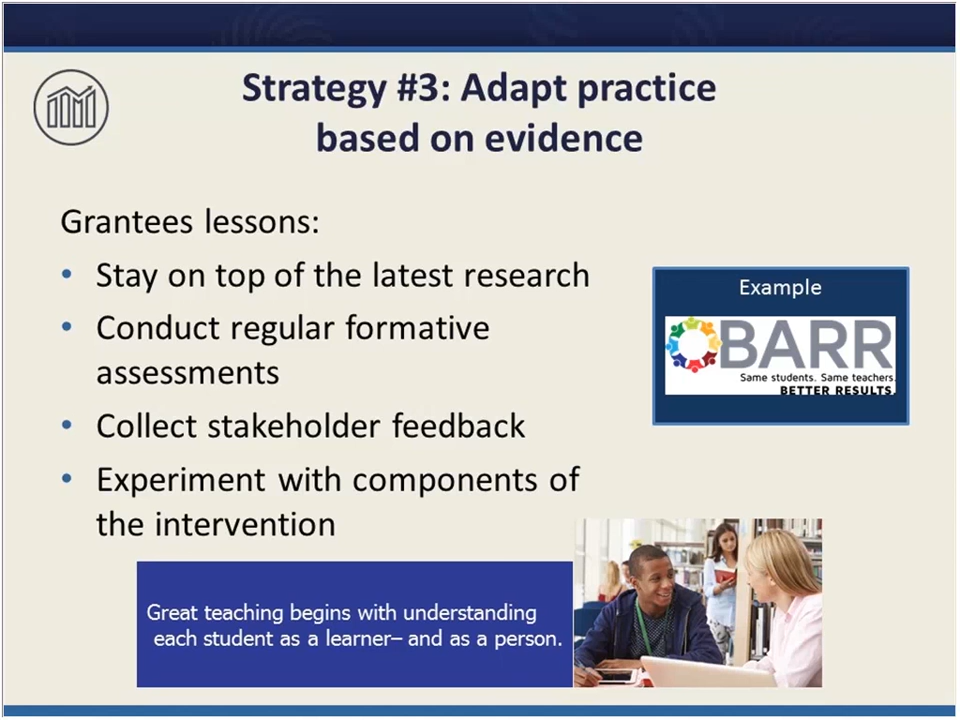 Strategy #3: Adapt practice
based on evidence
Grantees lessons:
• Stay on top of the latest research
• Conduct regular formative
assessments
• Collect stakeholder feedback
• Experiment with components of
the intervention
Example
BARR
Same students. Same teachers.
BETTER RESULTS.
Great teaching begins with understanding
each student as a learner– and as a person.